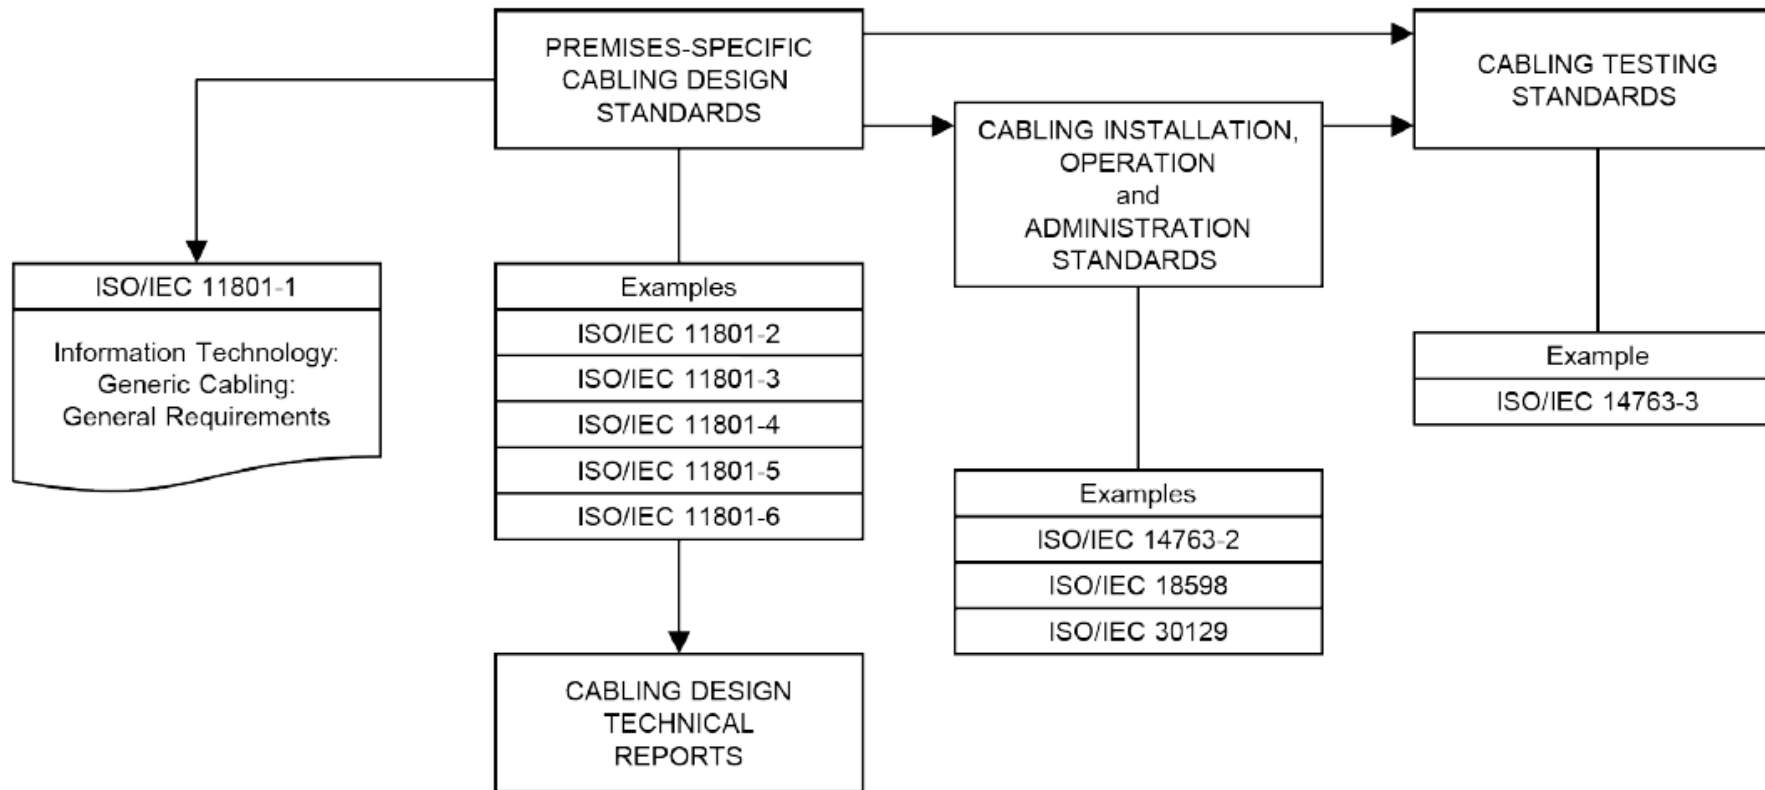 PREMISES-SPECIFIC
CABLING DESIGN
STANDARDS
CABLING TESTING
STANDARDS
CABLING INSTALLATION,
OPERATION
and
ADMINISTRATION
STANDARDS
ISO/IEC 11801-1
Information Technology:
Generic Cabling:
General Requirements
Examples
ISO/IEC 11801-2
ISO/IEC 11801-3
ISO/IEC 11801-4
ISO/IEC 11801-5
ISO/IEC 11801-6
Example
ISO/IEC 14763-3
Examples
ISO/IEC 14763-2
ISO/IEC 18598
ISO/IEC 30129
CABLING DESIGN
TECHNICAL
REPORTS